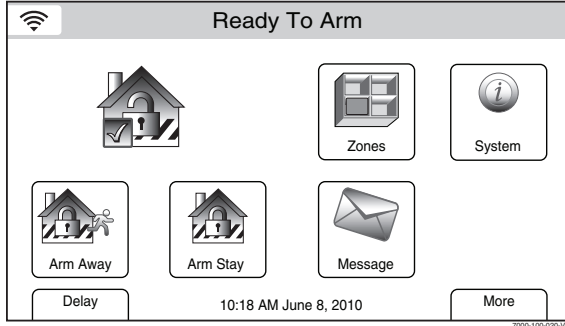 Ready To Arm
Zones
System
Arm Away
Arm Stay
Message
Delay
10:18 AM June 8, 2010
More